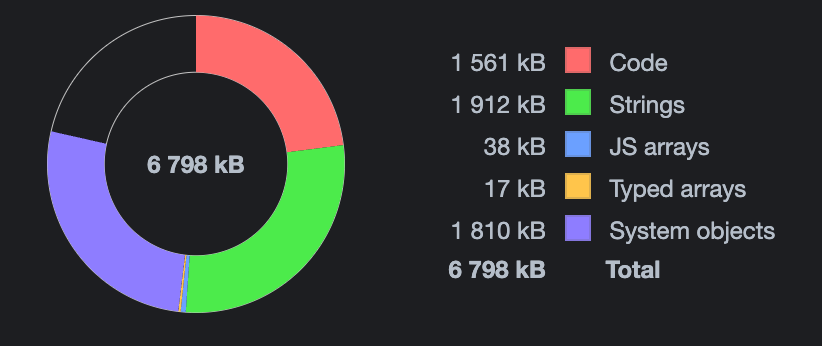 6 798 kB
1 561 kB Code
1 912 kB Strings
38 kB JS arrays
17 kB Typed arrays
1 810 kB System objects
6 798 kB Total